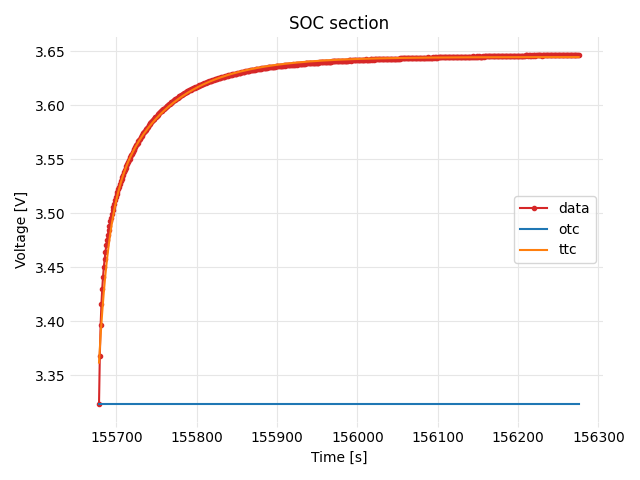 SOC section
3.65
3.60
3.55
3.50
3.45
3.40
3.35
Voltage [V]
data
otc
ttc
155700 155800 155900 156000 156100 156200 156300
Time [s]